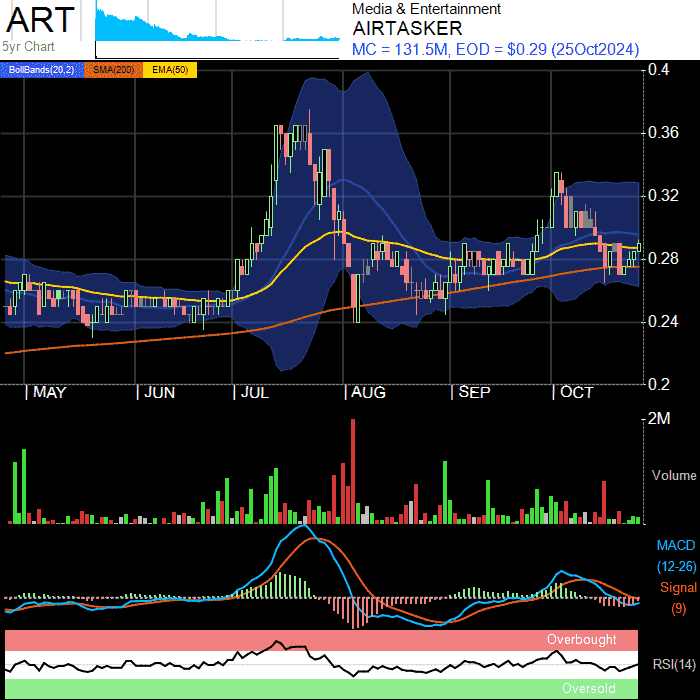 ART
5yr Chart
Media & Entertainment
AIRTASKER
MC = 131.5M, EOD = $0.29 (25Oct2024)
BollBands(20,2) SMA(200) EMA(50)
0.4
0.36
0.32
0.28
0.24
0.2
MAY JUN JUL AUG SEP OCT
2M
Volume
MACD
(12-26)
Signal
(9)
Overbought
RSI(14)
Oversold